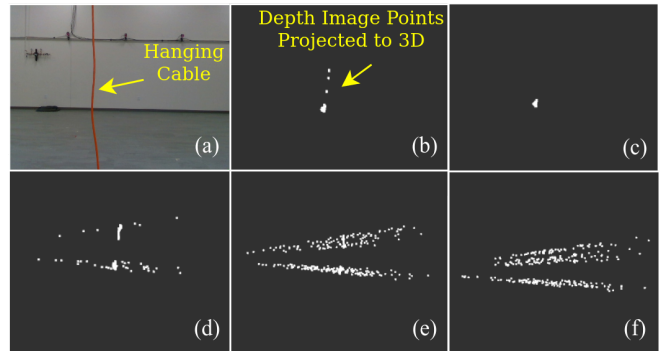 Hanging
Cable
(a)
Depth Image Points
Projected to 3D
(b)
(c)
(d)
(e)
(f)